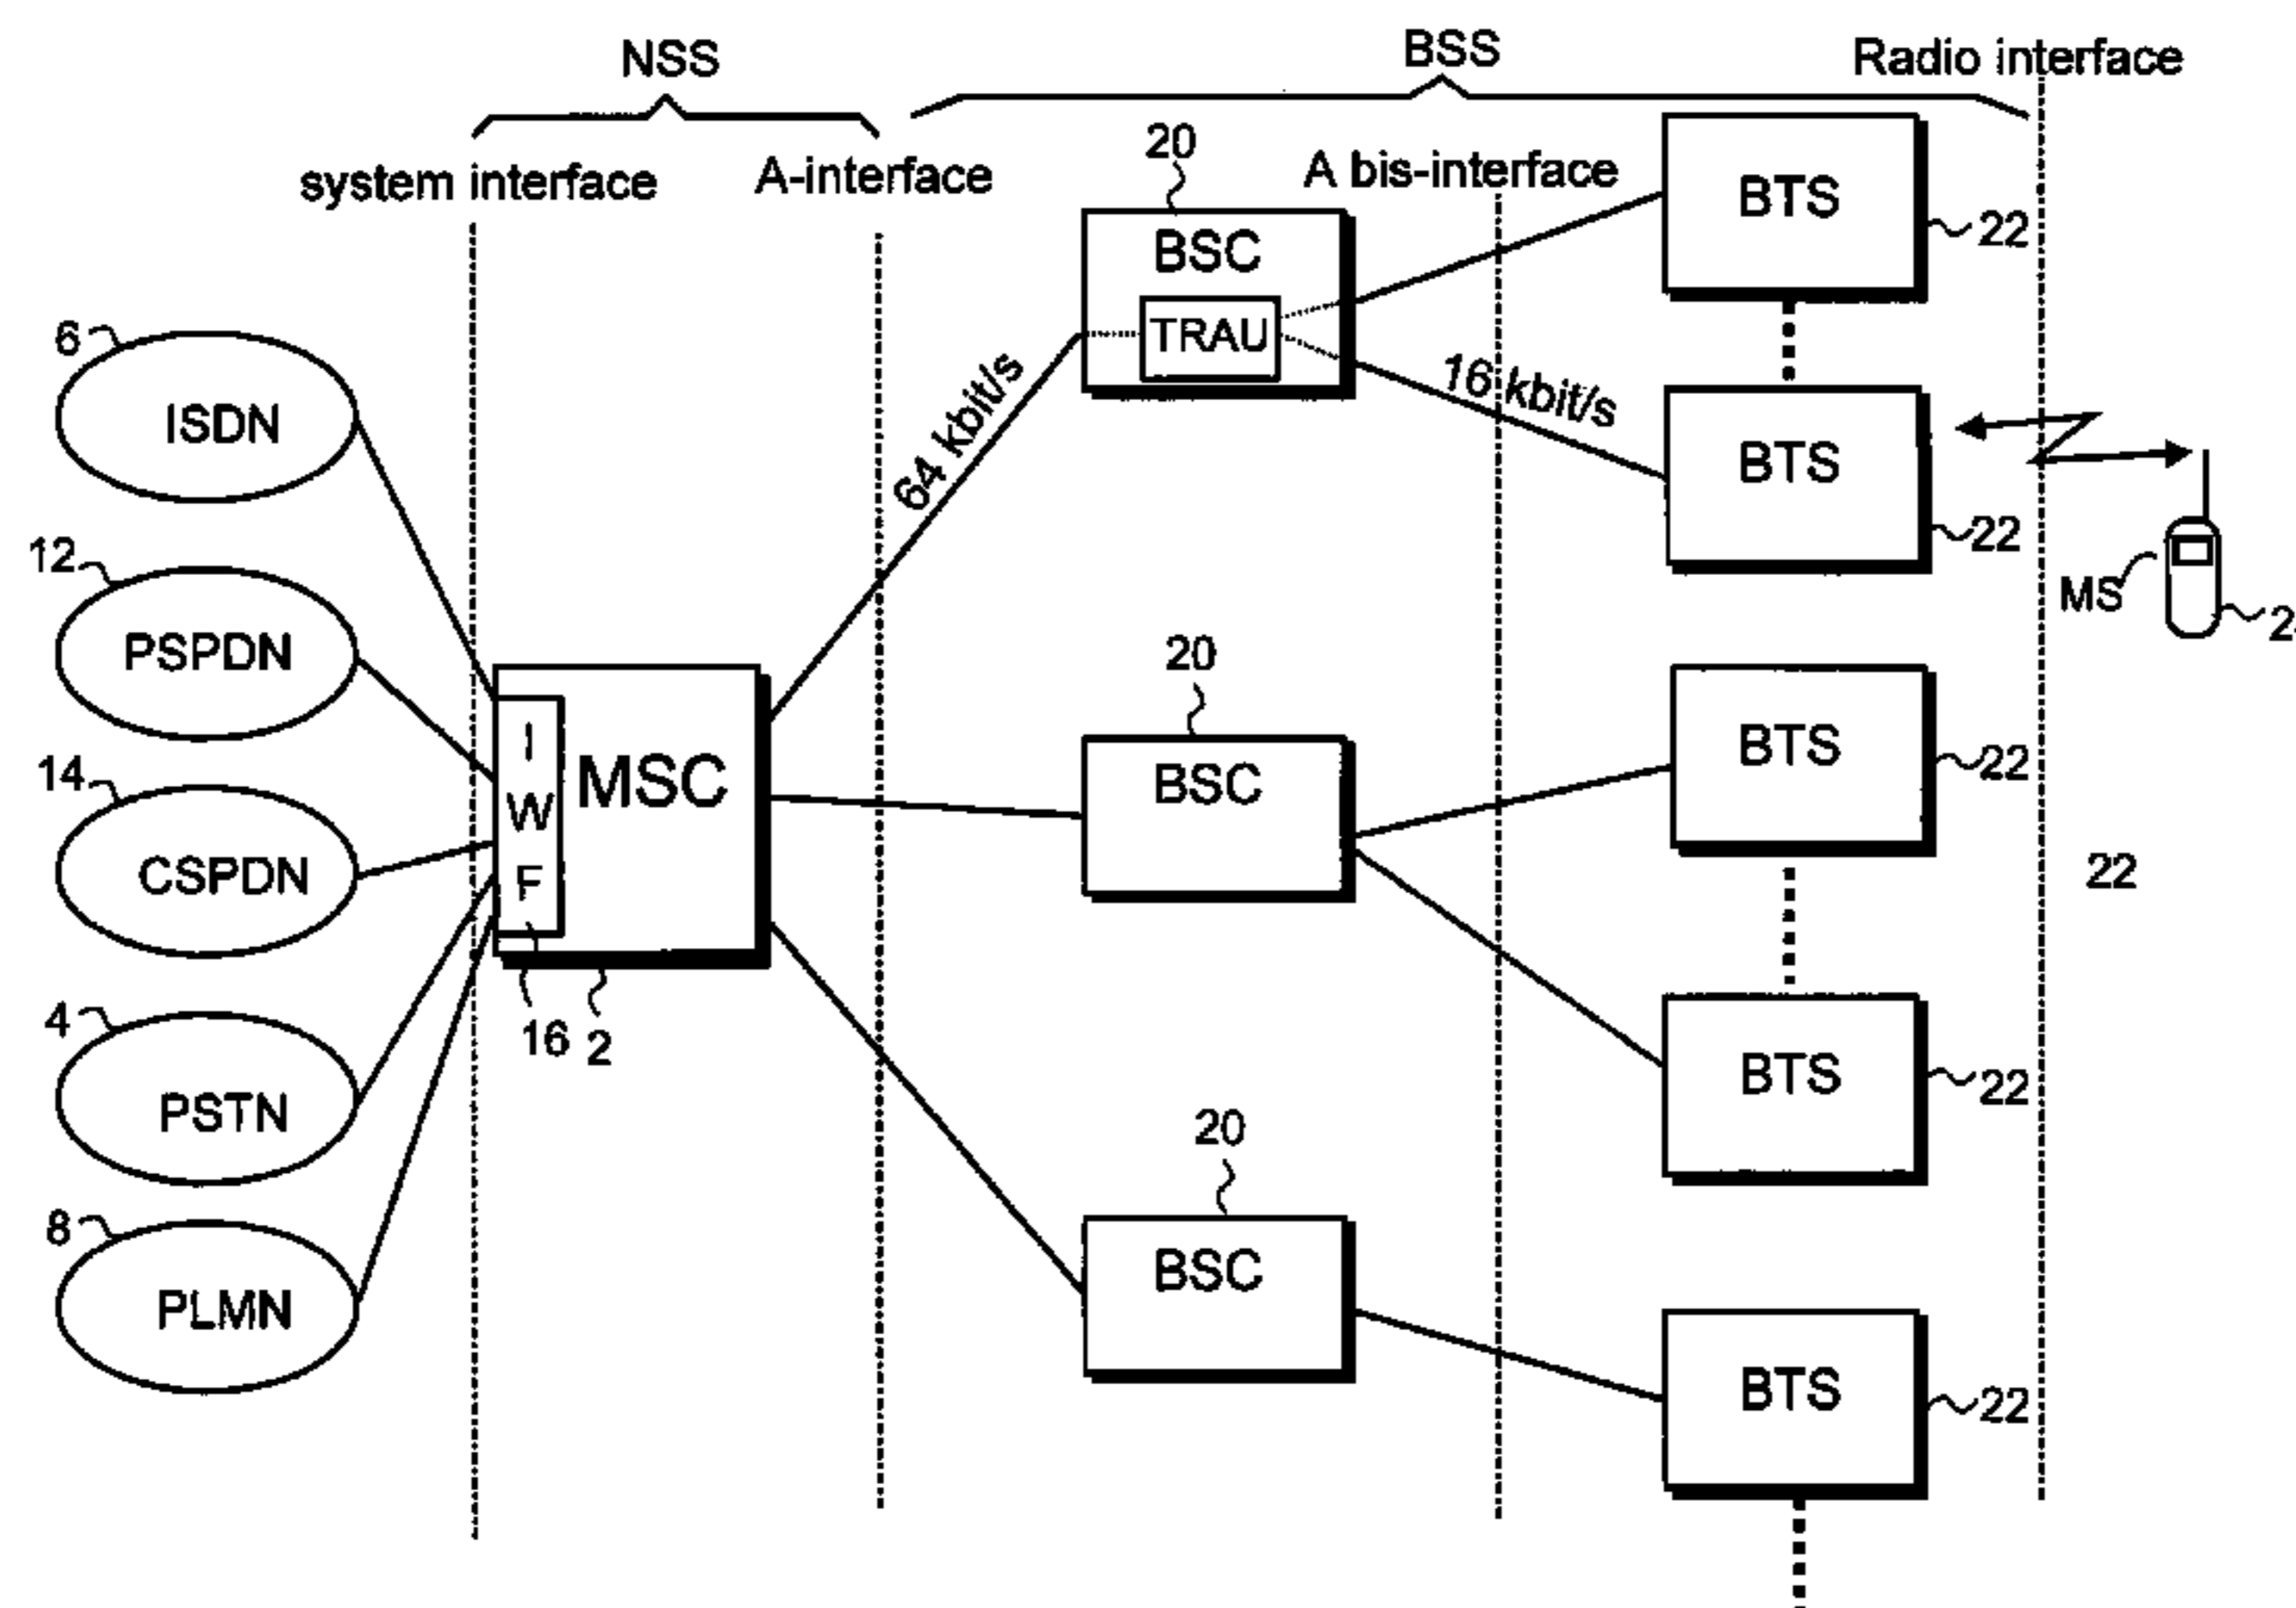 NSS
BSS
Radio interface
system interface
A-interface
20
A bis-interface
BTS
22
BSC
TRAU
6
ISDN
64 kbit/s
16 kbit/s
BTS
22
12
PSPDN
MS
20
BTS
22
14
CSPDN
I
W
F
MSC
BSC
22
4
PSTN
16
2
BTS
22
20
8
PLMN
BSC
BTS
22